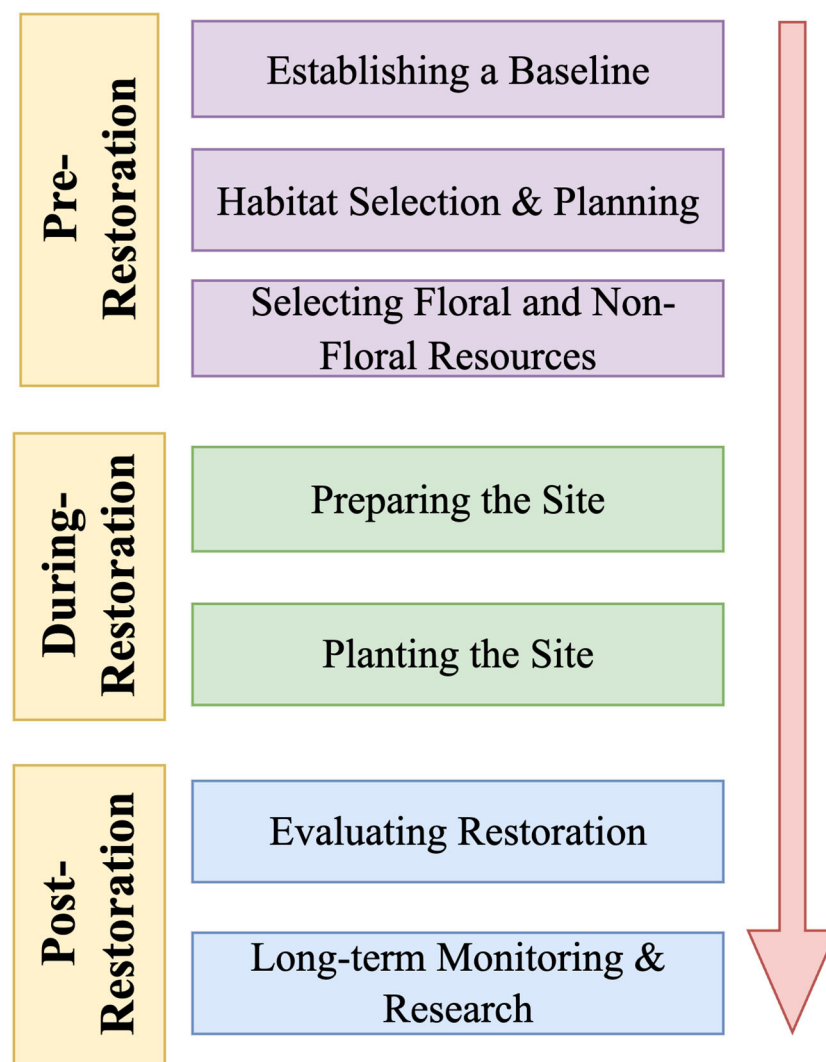 Pre-
Restoration
Establishing a Baseline
Habitat Selection & Planning
Selecting Floral and Non-
Floral Resources
During-
Restoration
Preparing the Site
Planting the Site
Post-
Restoration
Evaluating Restoration
Long-term Monitoring &
Research